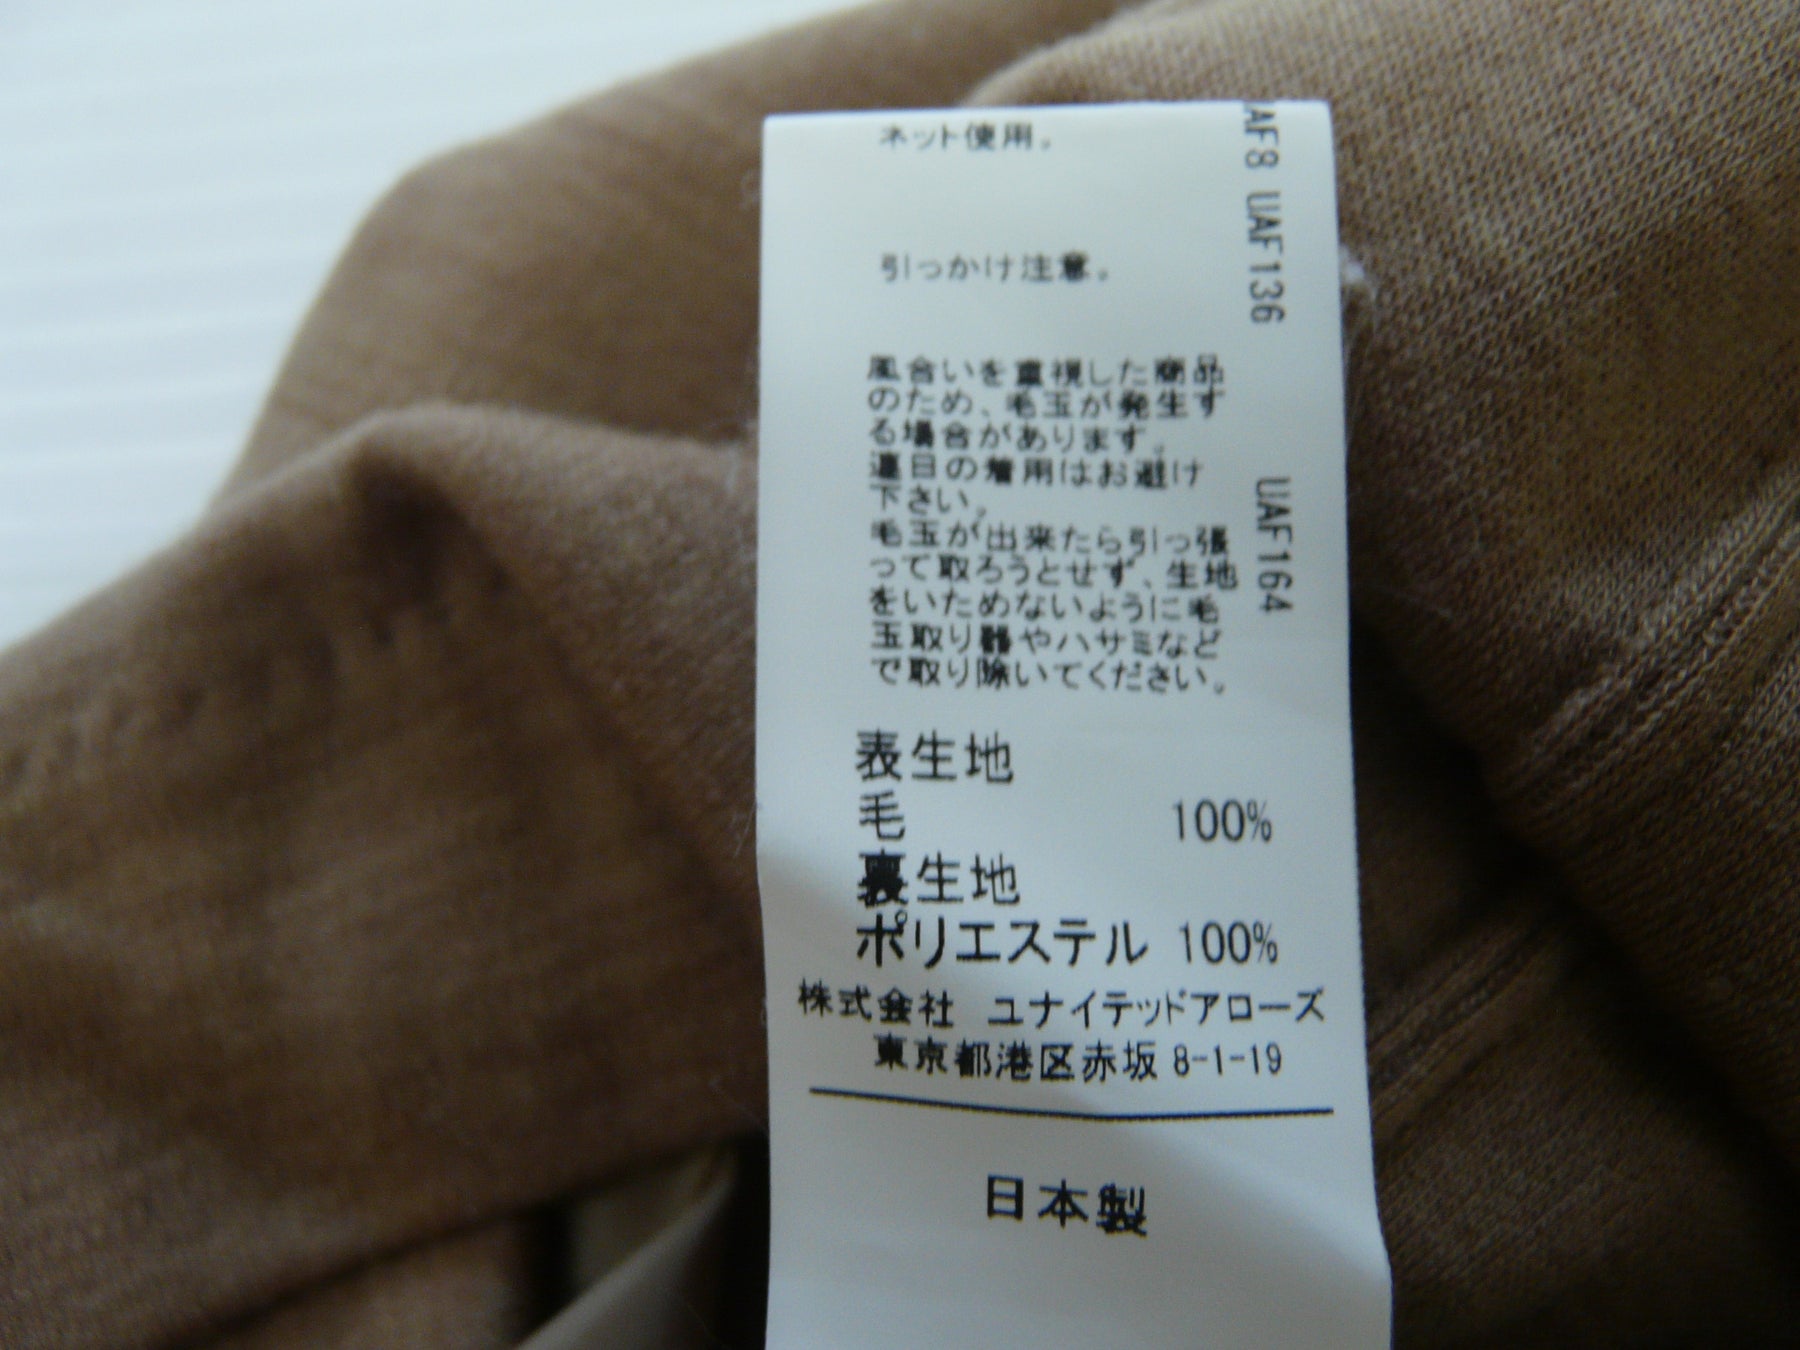 ネット使用。
引っかけ注意。
風合いを重視した商品
のため、毛玉が発生す
る場合があります。
連日の着用はお避け
下さい。
毛玉が出来たら引っ張
って取ろうとせず、生地
をいためないように毛
玉取り器やハサミなど
で取り除いてください。
表生地
毛 100%
裏生地
ポリエステル 100%
株式会社 ユナイテッドアローズ
東京都港区赤坂 8-1-19
日本製
AF8 UAF136 UAF164